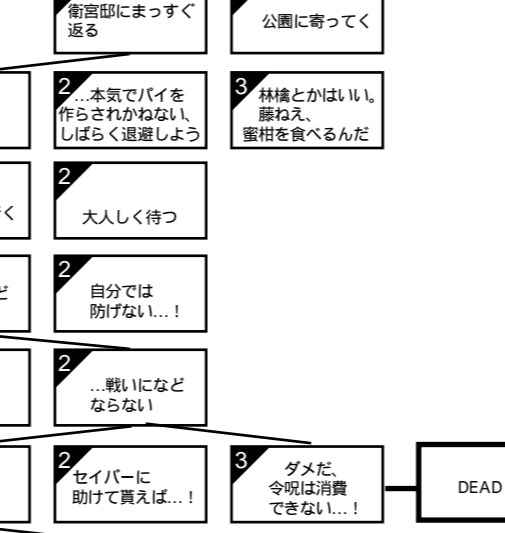 衛宮邸にまっすぐ
返る
公園に寄ってく
2
…本気でパイを
作らされかねない、
しばらく退避しよう
3
林檎とかはいい。
藤ねえ、
蜜柑を食べるんだ
く
2
大人しく待つ
ど
2
自分では
防げない…！
2
…戦いになど
ならない
2
セイバーに
助けて貰えば…！
3
ダメだ、
令呪は消費
できない…！
DEAD